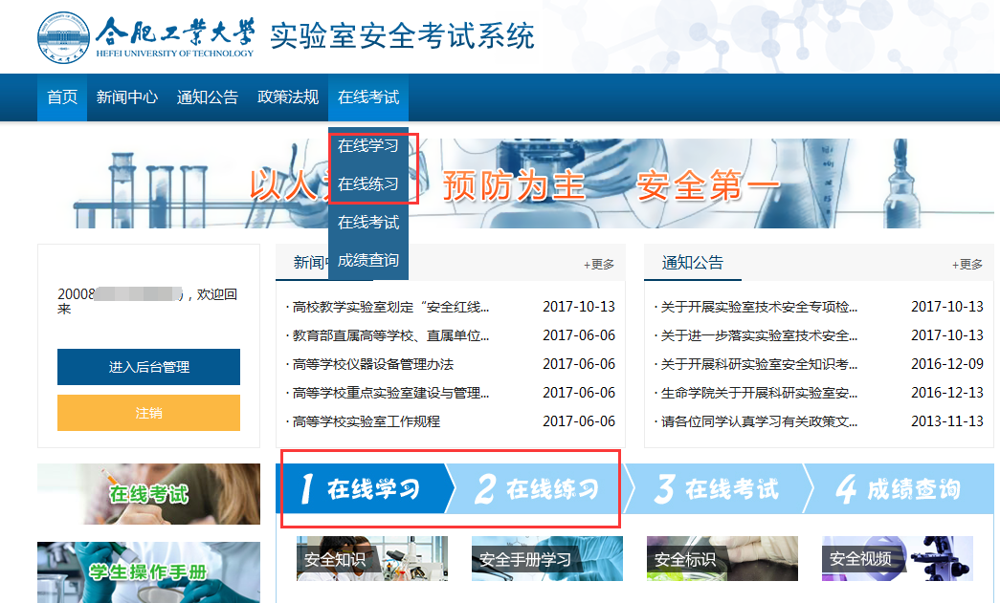 合肥工业大学
HEFEI UNIVERSITY OF TECHNOLOGY
实验室安全考试系统
首页 新闻中心 通知公告 政策法规 在线考试
在线学习
在线练习
在线考试
成绩查询
以人 预防为主 安全第一
20008 ，欢迎回
来
进入后台管理
注销
新闻 +更多
·高校教学实验室划定“安全红线... 2017-10-13
·教育部直属高等学校、直属单位... 2017-06-06
·高等学校仪器设备管理办法 2017-06-06
·高等学校重点实验室建设与管理... 2017-06-06
·高等学校实验室工作规程 2017-06-06
通知公告 +更多
·关于开展实验室技术安全专项检... 2017-10-13
·关于进一步落实实验室技术安全... 2017-10-13
·关于开展科研实验室安全知识考... 2016-12-09
·生命学院关于开展科研实验室安... 2016-12-13
·请各位同学认真学习有关政策文... 2013-11-13
在线考试
学生操作手册
1 在线学习 2 在线练习 3 在线考试 4 成绩查询
安全知识 安全手册学习 安全标识 安全视频